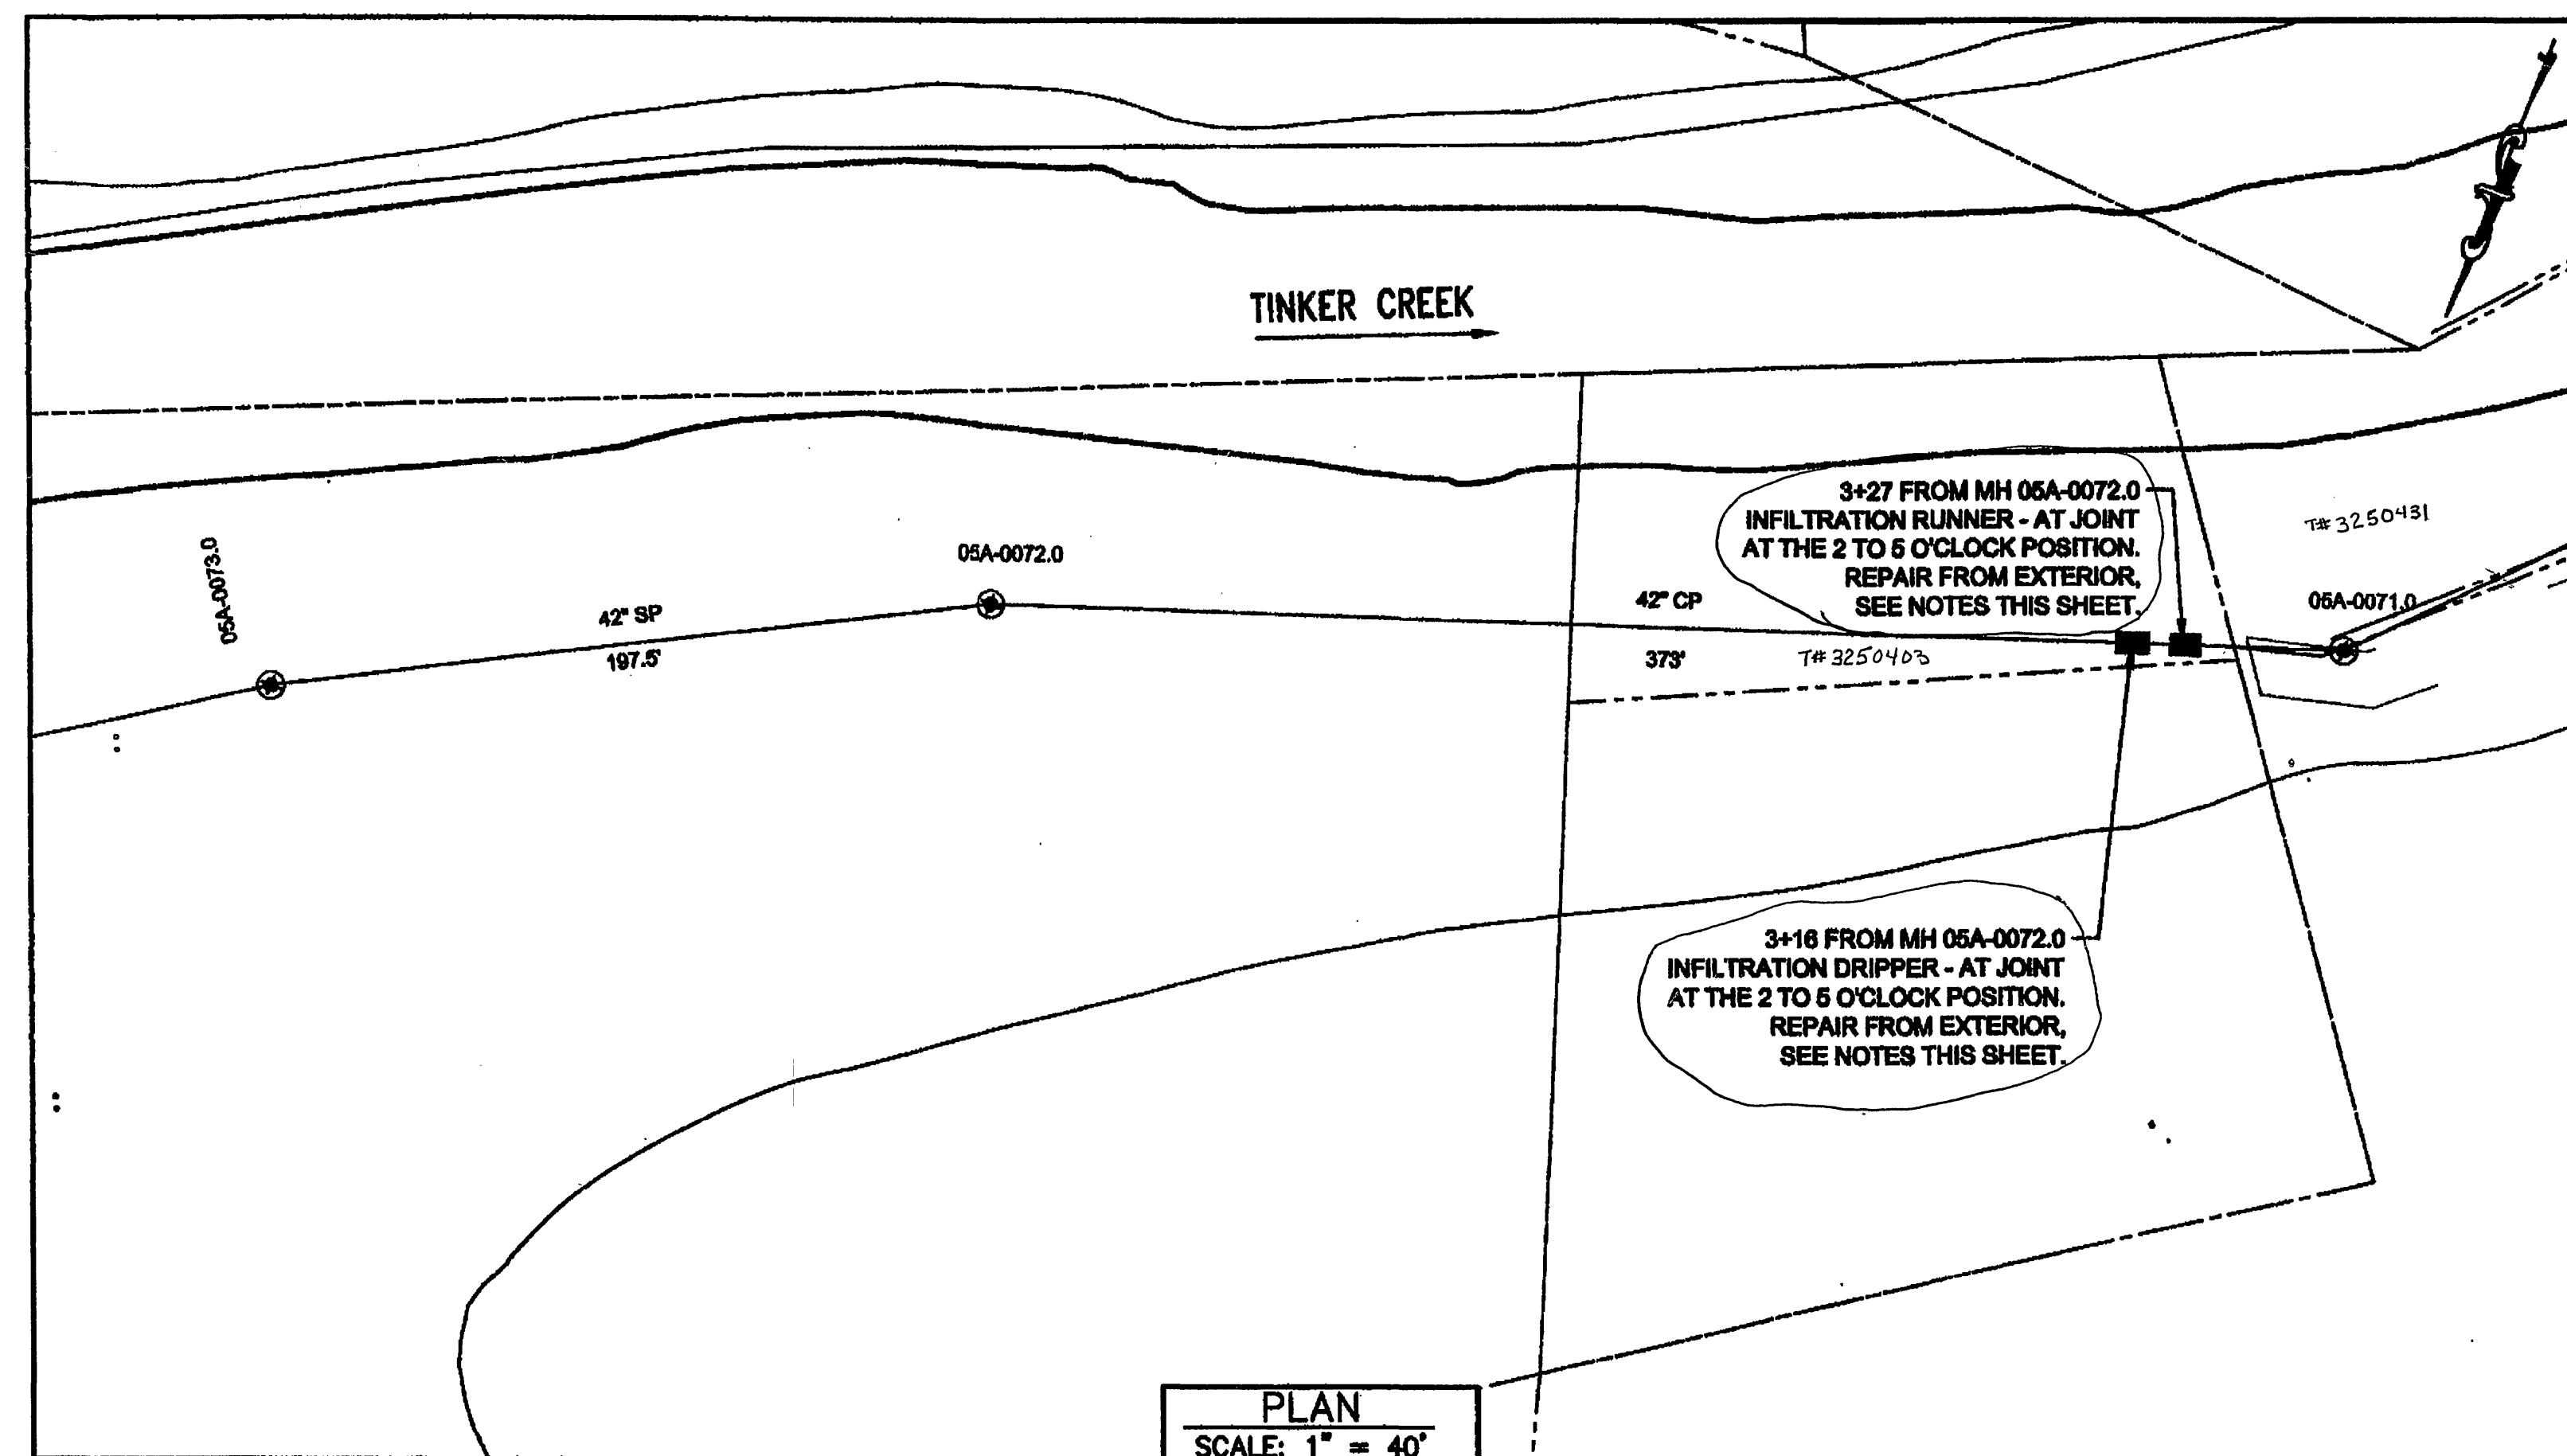 TINKER CREEK
3+27 FROM MH 05A-0072.0
INFILTRATION RUNNER - AT JOINT
AT THE 2 TO 5 O'CLOCK POSITION.
REPAIR FROM EXTERIOR,
SEE NOTES THIS SHEET.
T# 3250431
05A-0073.0
05A-0072.0
42" SP
197.5'
42" CP
373'
T# 3250403
05A-0071.0
3+16 FROM MH 05A-0072.0
INFILTRATION DRIPPER - AT JOINT
AT THE 2 TO 5 O'CLOCK POSITION.
REPAIR FROM EXTERIOR,
SEE NOTES THIS SHEET.
PLAN
SCALE: 1" = 40'